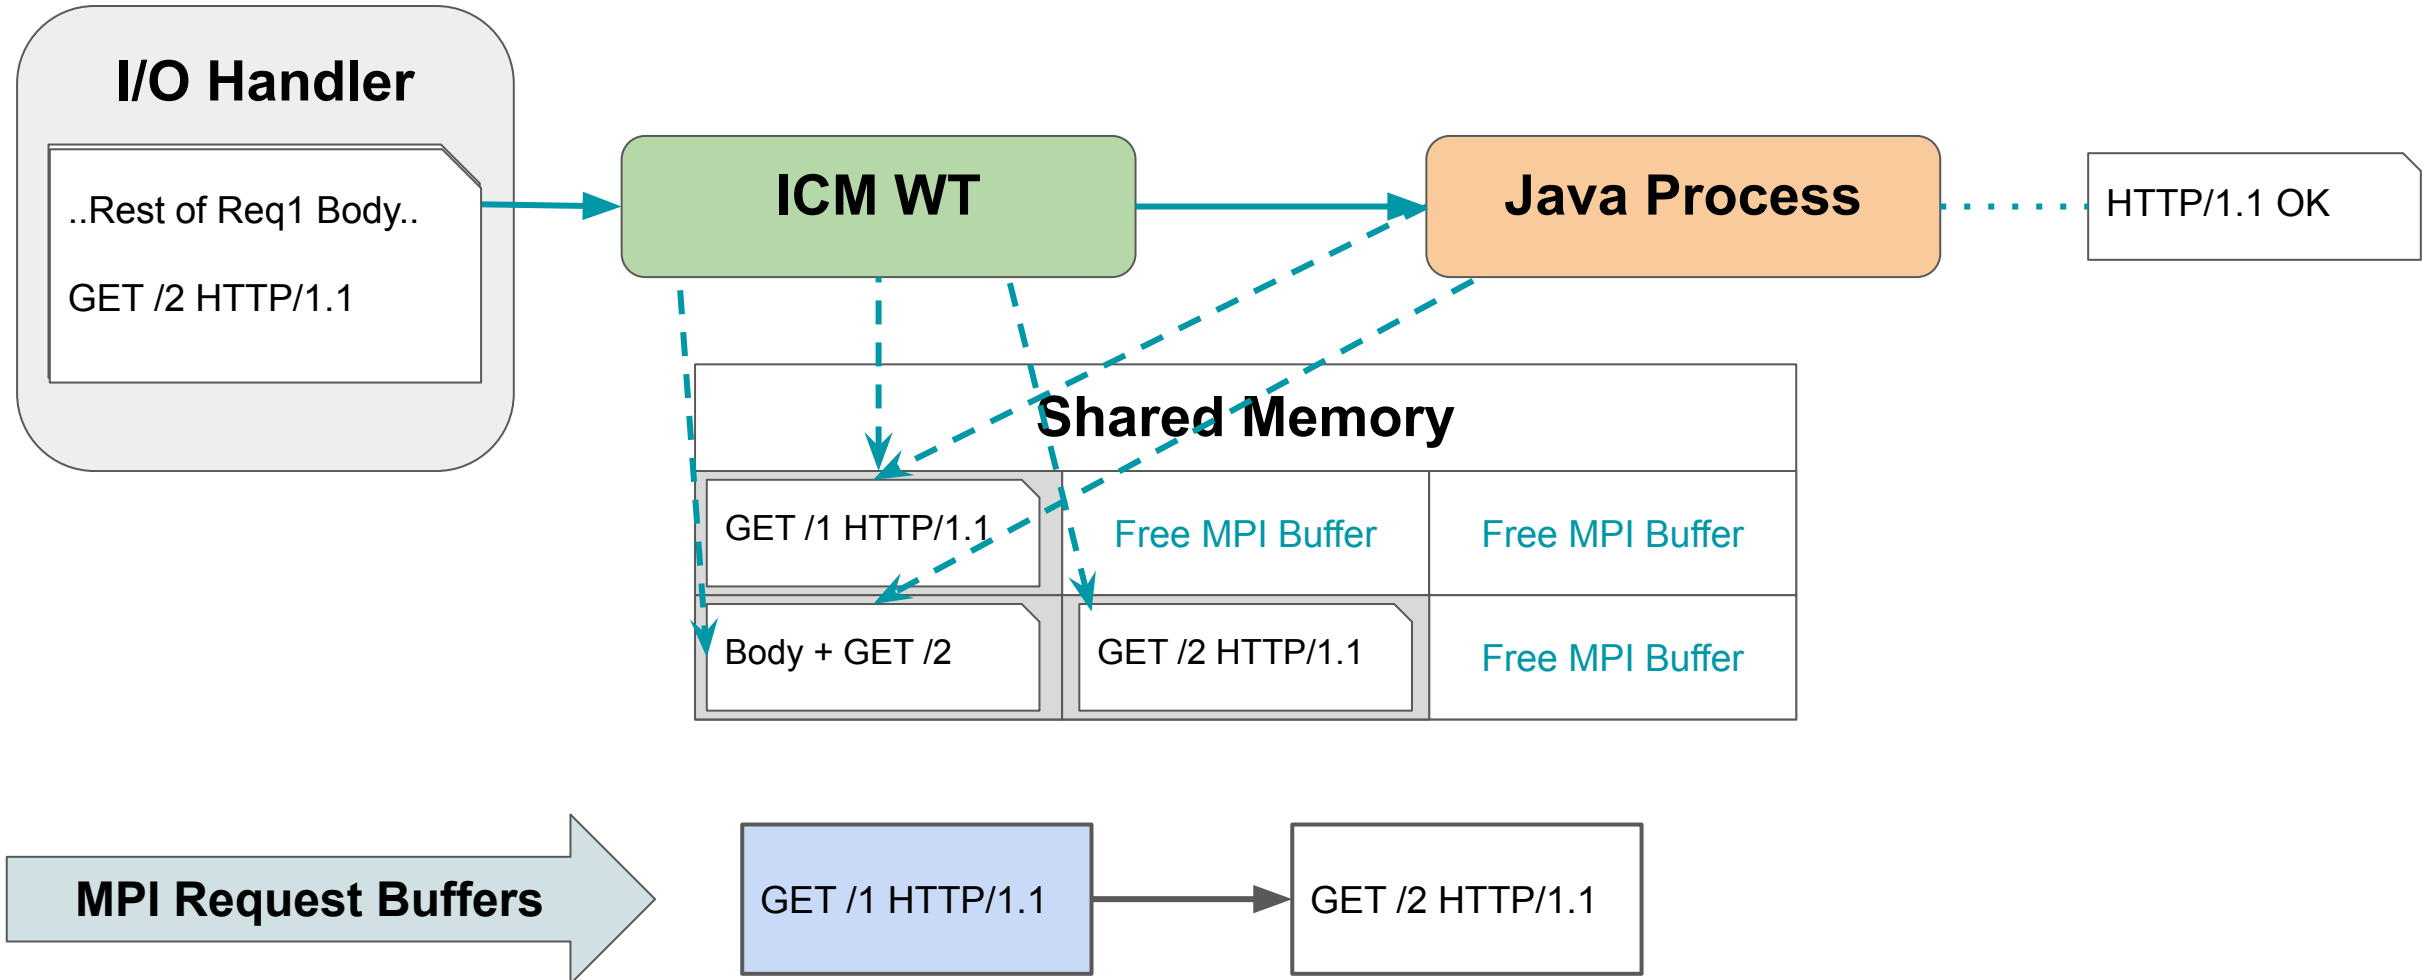 I/O Handler
..Rest of Req1 Body..
GET /2 HTTP/1.1
ICM WT
Java Process
HTTP/1.1 OK
Shared Memory
GET /1 HTTP/1.1
Free MPI Buffer
Free MPI Buffer
Body + GET /2
GET /2 HTTP/1.1
Free MPI Buffer
MPI Request Buffers
GET /1 HTTP/1.1
GET /2 HTTP/1.1